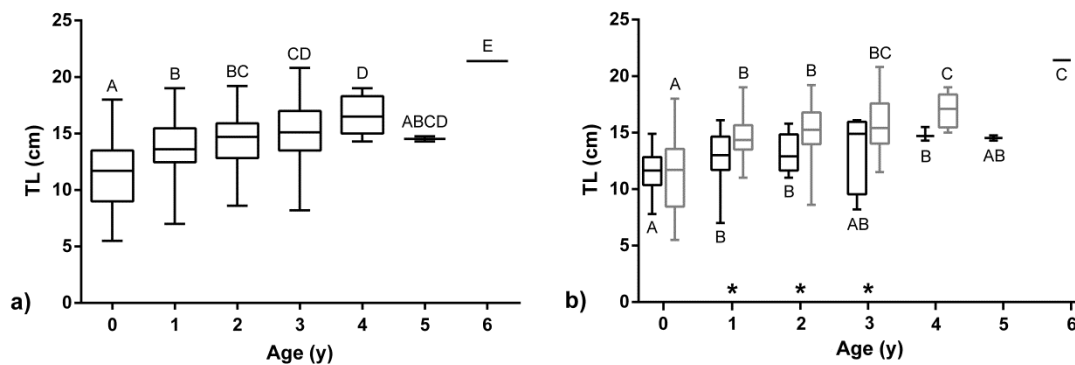 25
20
15
10
5
0
TL (cm)
A
B
BC
CD
D
ABCD
E
0 1 2 3 4 5 6
Age (y)
a)
25
20
15
10
5
0
TL (cm)
A
B
B
BC
C
C
A
B
B
AB
B
AB
* * *
0 1 2 3 4 5 6
Age (y)
b)